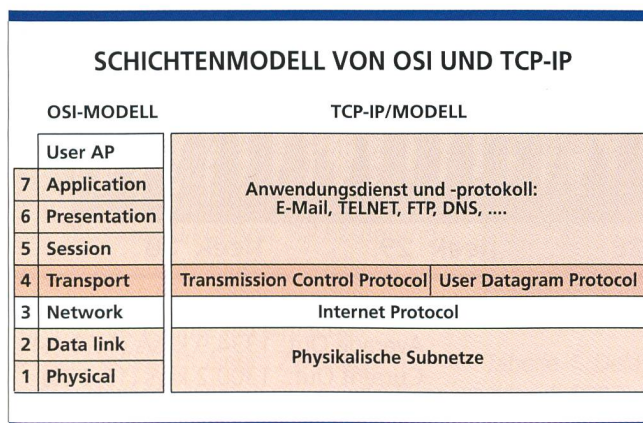 SCHICHTENMODELL VON OSI UND TCP-IP
OSI-MODELL TCP-IP/MODELL
User AP
7 Application
6 Presentation
5 Session
Anwendungsdienst und -protokoll:
E-Mail, TELNET, FTP, DNS, ....
4 Transport Transmission Control Protocol User Datagram Protocol
3 Network Internet Protocol
2 Data link
1 Physical
Physikalische Subnetze